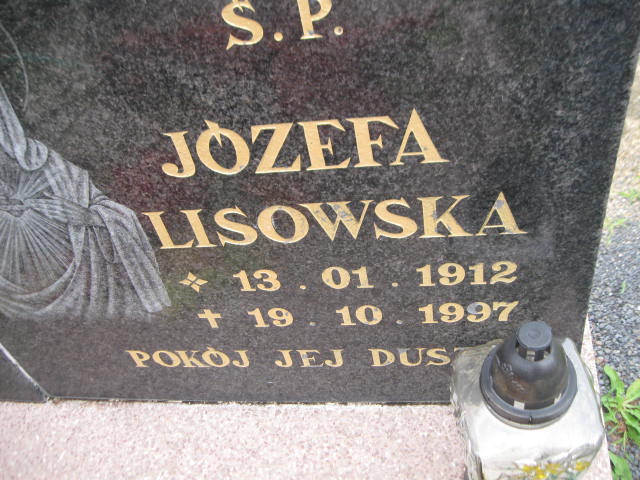 Ś.P.
JÓZEFA
LISOWSKA
13.01.1912
19.10.1997
POKÓJ JEJ